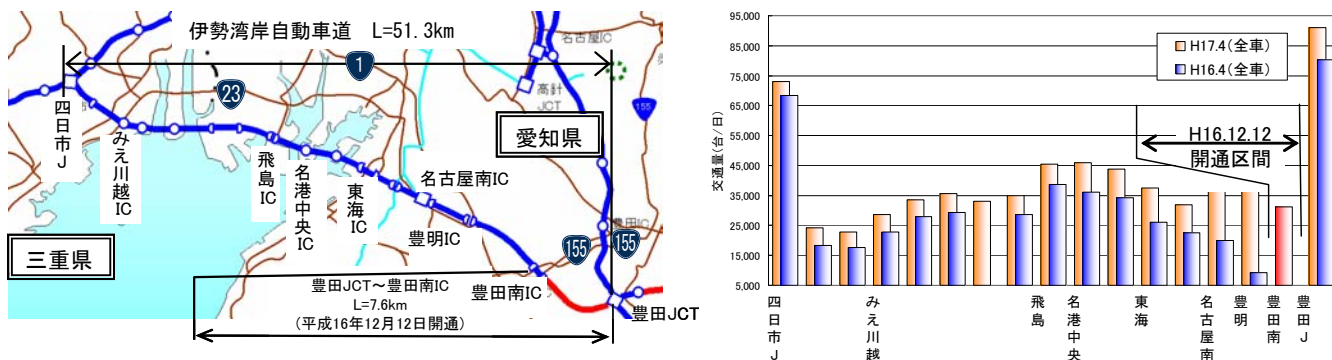 伊勢湾岸自動車道 L=51.3km
名古屋IC
1
23
高針
JCT
155
愛知県
四日市J
みえ川越IC
飛島IC
名港中央IC
東海IC
名古屋南IC
豊明IC
豊田IC
155
155
三重県
豊田JCT~豊田南IC
L=7.6km
(平成16年12月12日開通)
豊田南IC
豊田JCT
95,000
85,000
75,000
65,000
55,000
45,000
35,000
25,000
15,000
5,000
交通量(台/日)
H17.4(全車)
H16.4(全車)
H16.12.12
開通区間
四日市J
みえ川越
飛島
名港中央
東海
名古屋南
豊明
豊田南
豊田J